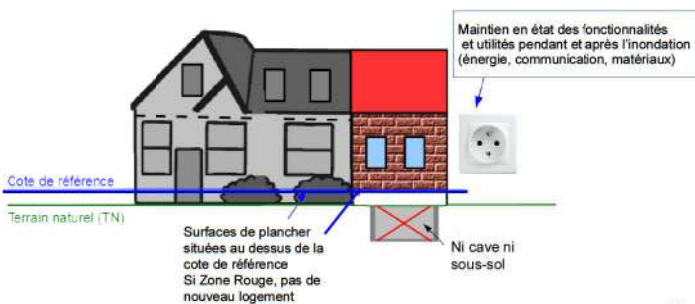 Maintien en état des fonctionnalités
et utilités pendant et après l'inondation
(énergie, communication, matériaux)
Cote de référence
Terrain naturel (TN)
Surfaces de plancher
situées au dessus de la
cote de référence
Si Zone Rouge, pas de
nouveau logement
Ni cave ni
sous-sol